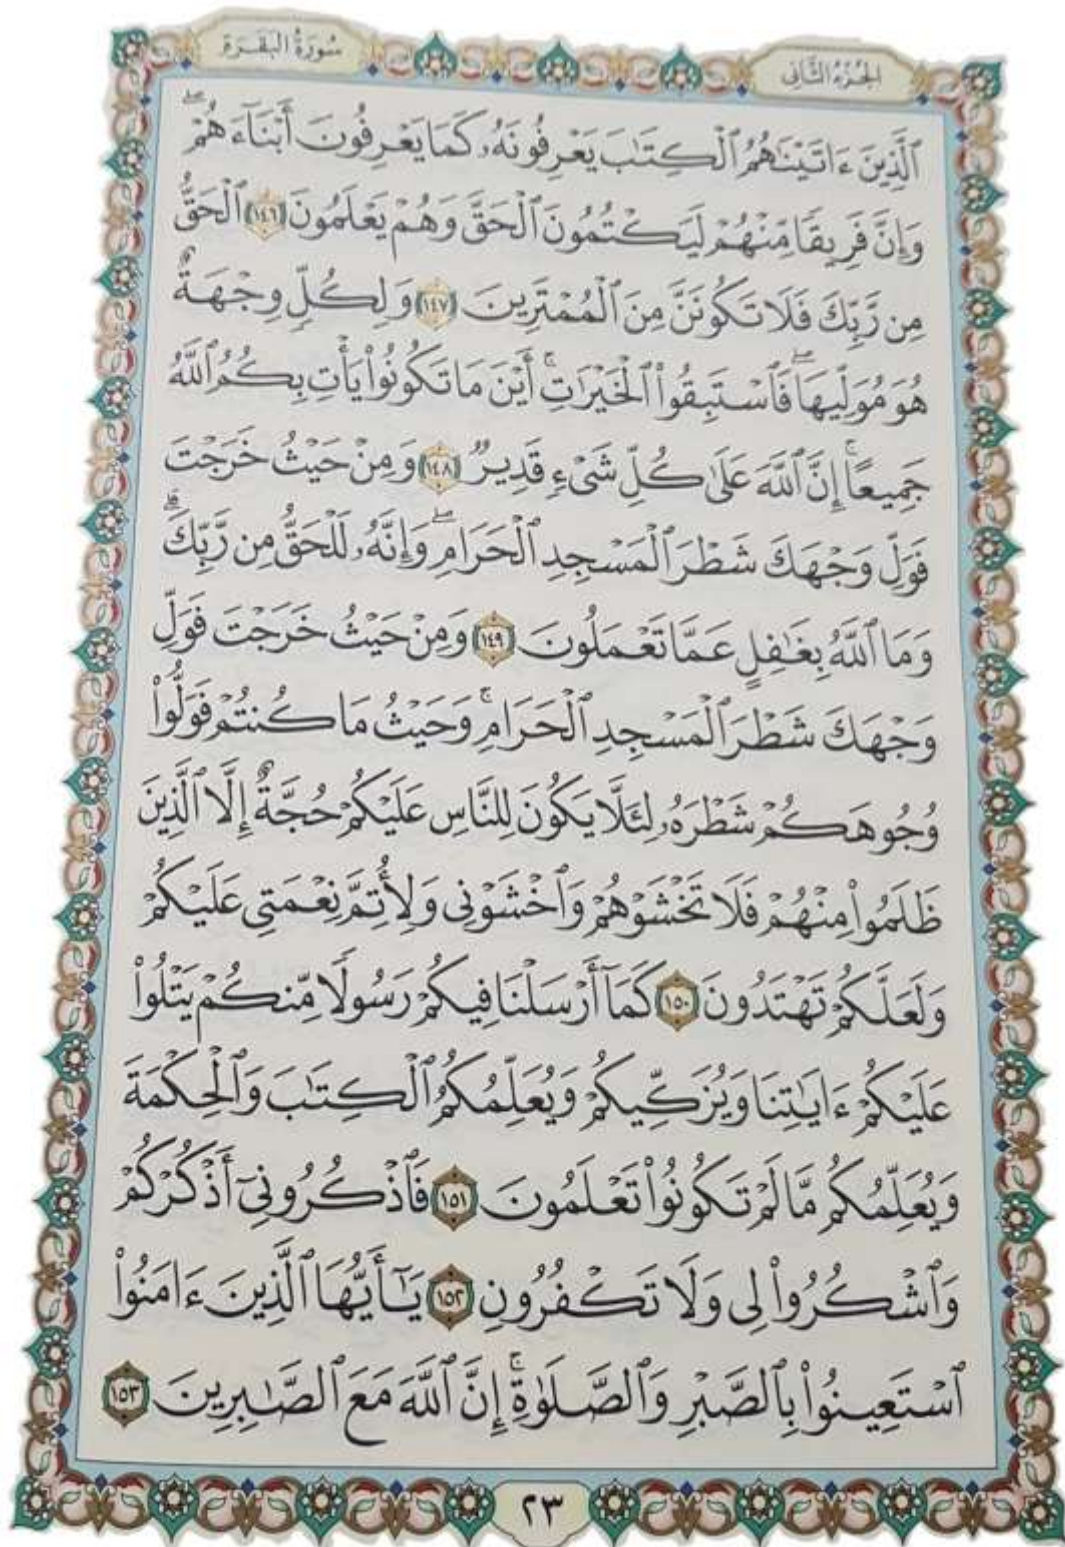 الجزء الثاني
سورة البقرة
ٱلَّذِينَ ءَاتَيْنَٰهُمُ ٱلْكِتَٰبَ يَعْرِفُونَهُۥ كَمَا يَعْرِفُونَ أَبْنَآءَهُمْۖ
وَإِنَّ فَرِيقًا مِّنْهُمْ لَيَكْتُمُونَ ٱلْحَقَّ وَهُمْ يَعْلَمُونَ ١٤٦ ٱلْحَقُّ
مِن رَّبِّكَ فَلَا تَكُونَنَّ مِنَ ٱلْمُمْتَرِينَ ١٤٧ وَلِكُلٍّ وِجْهَةٌ
هُوَ مُوَلِّيهَاۖ فَٱسْتَبِقُوا۟ ٱلْخَيْرَٰتِۚ أَيْنَ مَا تَكُونُوا۟ يَأْتِ بِكُمُ ٱللَّهُ
جَمِيعًاۚ إِنَّ ٱللَّهَ عَلَىٰ كُلِّ شَىْءٍ قَدِيرٌ ١٤٨ وَمِنْ حَيْثُ خَرَجْتَ
فَوَلِّ وَجْهَكَ شَطْرَ ٱلْمَسْجِدِ ٱلْحَرَامِۖ وَإِنَّهُۥ لَلْحَقُّ مِن رَّبِّكَۗ
وَمَا ٱللَّهُ بِغَٰفِلٍ عَمَّا تَعْمَلُونَ ١٤٩ وَمِنْ حَيْثُ خَرَجْتَ فَوَلِّ
وَجْهَكَ شَطْرَ ٱلْمَسْجِدِ ٱلْحَرَامِۚ وَحَيْثُ مَا كُنتُمْ فَوَلُّوا۟
وُجُوهَكُمْ شَطْرَهُۥ لِئَلَّا يَكُونَ لِلنَّاسِ عَلَيْكُمْ حُجَّةٌ إِلَّا ٱلَّذِينَ
ظَلَمُوا۟ مِنْهُمْ فَلَا تَخْشَوْهُمْ وَٱخْشَوْنِى وَلِأُتِمَّ نِعْمَتِى عَلَيْكُمْ
وَلَعَلَّكُمْ تَهْتَدُونَ ١٥٠ كَمَآ أَرْسَلْنَا فِيكُمْ رَسُولًا مِّنكُمْ يَتْلُوا۟
عَلَيْكُمْ ءَايَٰتِنَا وَيُزَكِّيكُمْ وَيُعَلِّمُكُمُ ٱلْكِتَٰبَ وَٱلْحِكْمَةَ
وَيُعَلِّمُكُم مَّا لَمْ تَكُونُوا۟ تَعْلَمُونَ ١٥١ فَٱذْكُرُونِىٓ أَذْكُرْكُمْ
وَٱشْكُرُوا۟ لِى وَلَا تَكْفُرُونِ ١٥٢ يَٰٓأَيُّهَا ٱلَّذِينَ ءَامَنُوا۟
ٱسْتَعِينُوا۟ بِٱلصَّبْرِ وَٱلصَّلَوٰةِۚ إِنَّ ٱللَّهَ مَعَ ٱلصَّٰبِرِينَ ١٥٣
٢٣